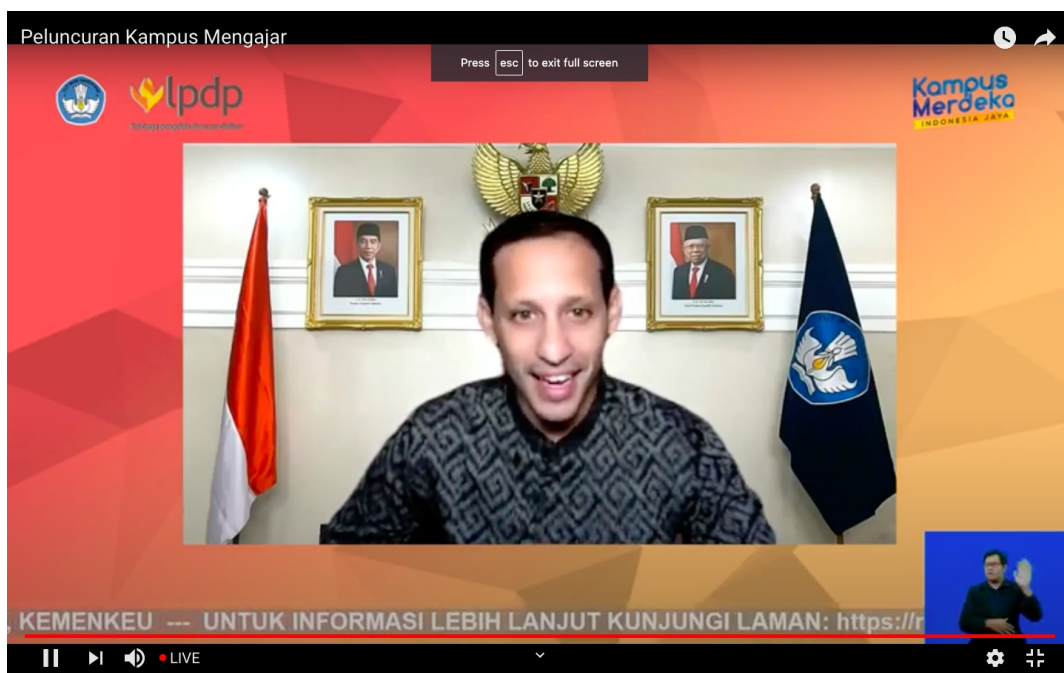 Peluncuran Kampus Mengajar
Press esc to exit full screen
lpdp
Kampus
Merdeka
INDONESIA JAYA
, KEMENKEU --- UNTUK INFORMASI LEBIH LANJUT KUNJUNGI LAMAN: https://r
LIVE